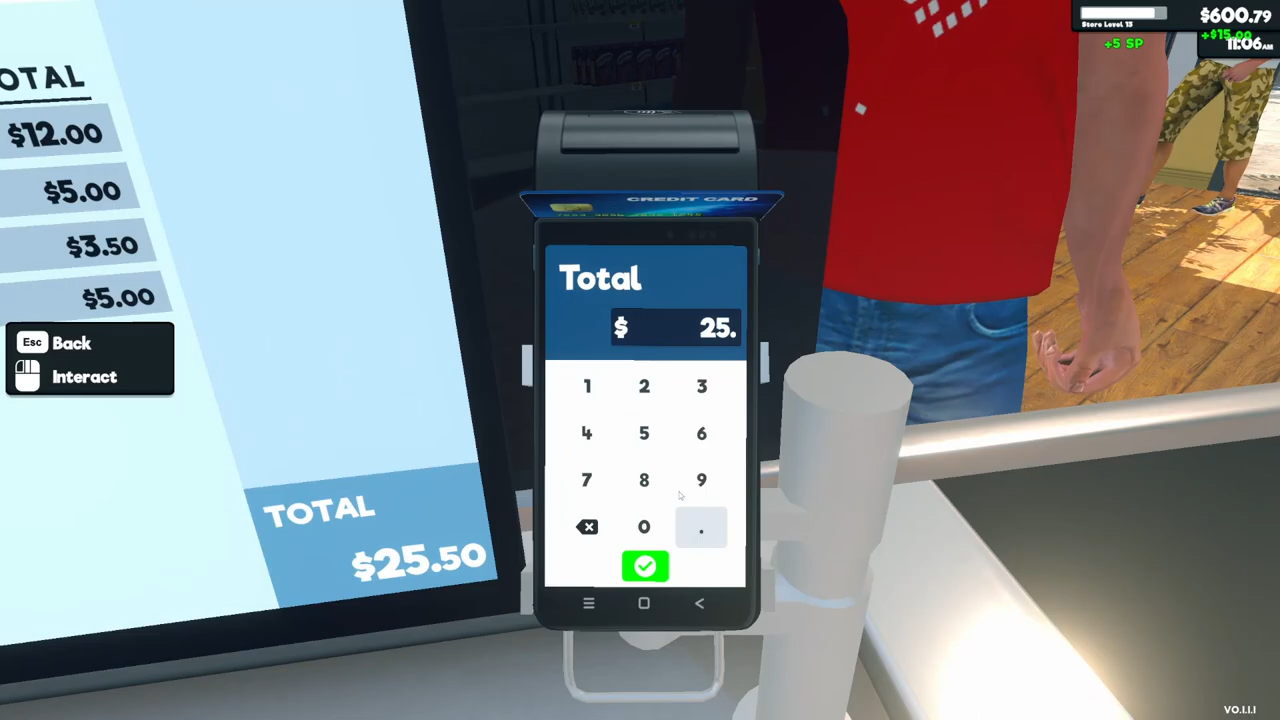 OTAL
$12.00
$5.00
$3.50
$5.00
Esc Back
Interact
TOTAL
$25.50
CREDIT CARD
Total
$ 25.
1 2 3
4 5 6
7 8 9
0 .
Store Level 15
$600.79
+$15.00
+5 SP
11:06AM
V0.1.1.1